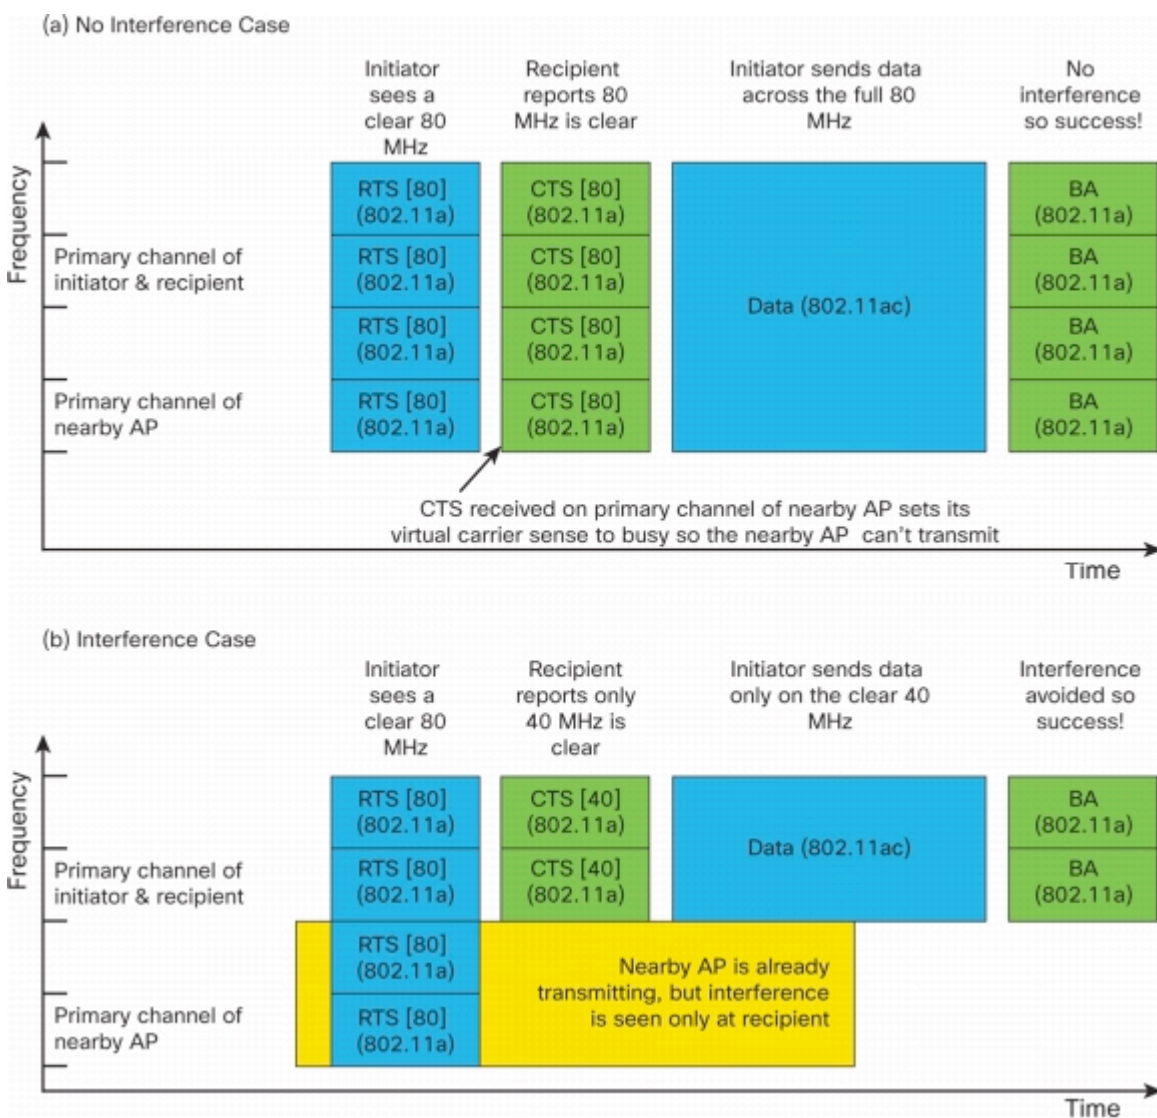 (a) No Interference Case
Initiator
sees a
clear 80
MHz
Recipient
reports 80
MHz is clear
Initiator sends data
across the full 80
MHz
No
interference
so success!
Frequency
RTS [80]
(802.11a)
CTS [80]
(802.11a)
BA
(802.11a)
Primary channel of
initiator & recipient
RTS [80]
(802.11a)
CTS [80]
(802.11a)
Data (802.11ac)
BA
(802.11a)
RTS [80]
(802.11a)
CTS [80]
(802.11a)
BA
(802.11a)
Primary channel of
nearby AP
RTS [80]
(802.11a)
CTS [80]
(802.11a)
BA
(802.11a)
CTS received on primary channel of nearby AP sets its
virtual carrier sense to busy so the nearby AP can't transmit
Time
(b) Interference Case
Initiator
sees a
clear 80
MHz
Recipient
reports only
40 MHz is
clear
Initiator sends data
only on the clear 40
MHz
Interference
avoided so
success!
Frequency
RTS [80]
(802.11a)
CTS [40]
(802.11a)
Data (802.11ac)
BA
(802.11a)
Primary channel of
initiator & recipient
RTS [80]
(802.11a)
CTS [40]
(802.11a)
BA
(802.11a)
RTS [80]
(802.11a)
Nearby AP is already
transmitting, but interference
is seen only at recipient
Primary channel of
nearby AP
RTS [80]
(802.11a)
Time